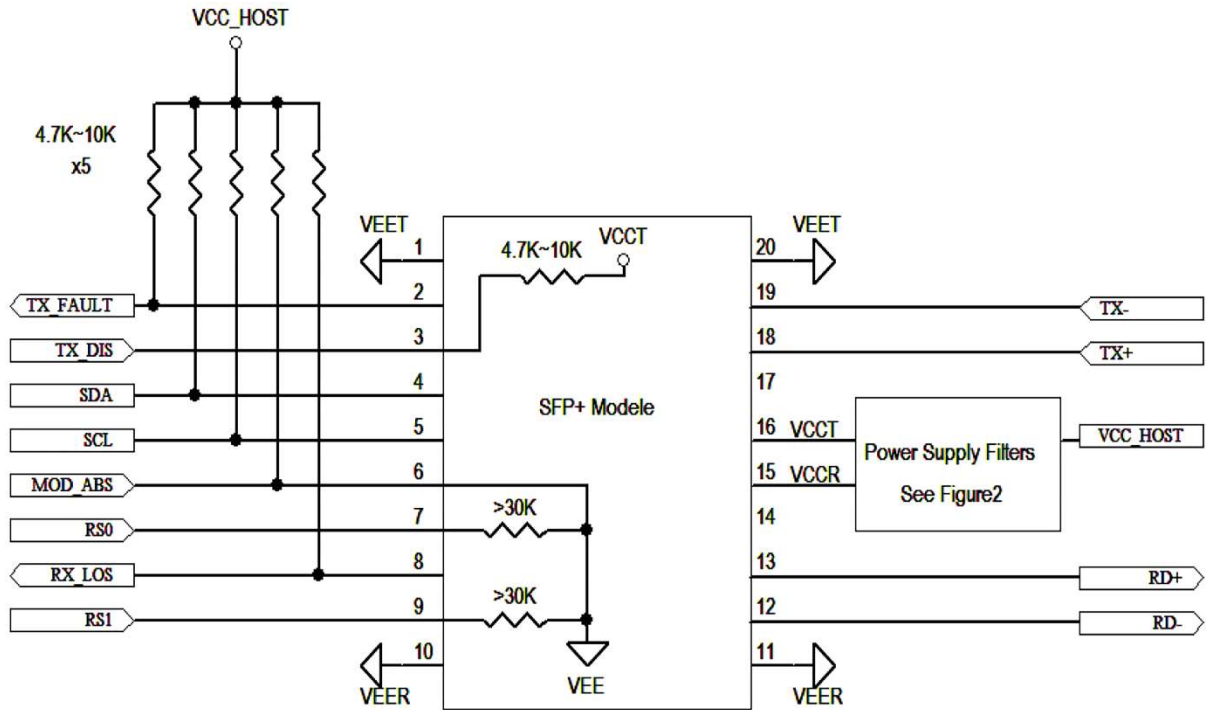 VCC_HOST
4.7K~10K
x5
VEET
1
4.7K~10K
VCCT
20
VEET
TX_FAULT
2
19
TX-
TX_DIS
3
18
TX+
SDA
4
17
SFP+ Modele
SCL
5
16
VCCT
Power Supply Filters
See Figure2
VCC_HOST
MOD_ABS
6
15
VCCR
RS0
7
>30K
14
RX_LOS
8
13
RD+
RS1
9
>30K
12
RD-
10
VEER
VEE
11
VEER